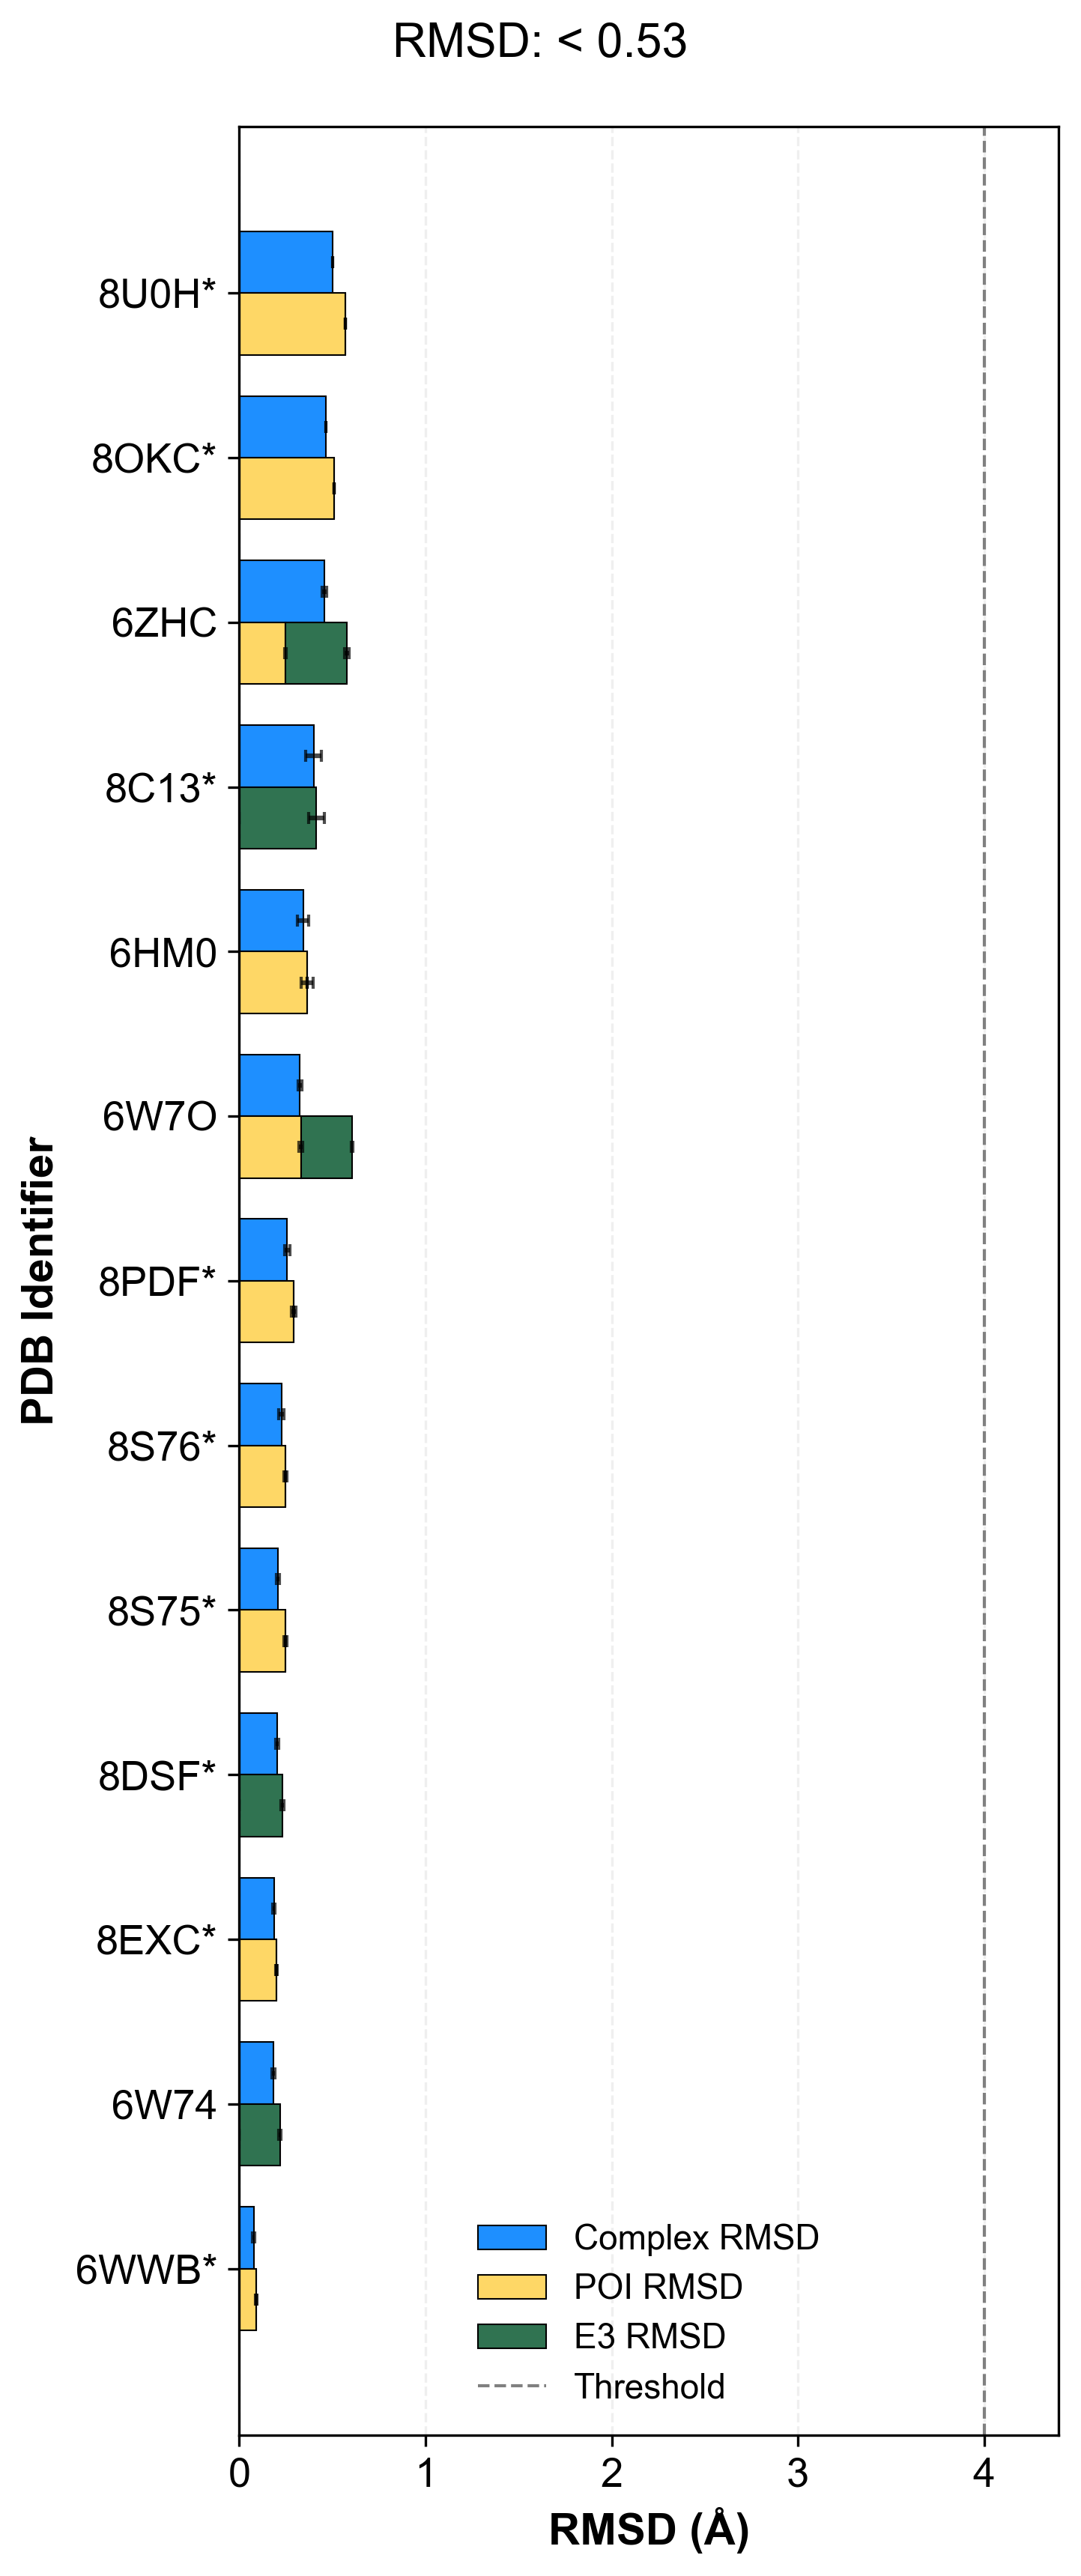 RMSD: < 0.53
8U0H*
8OKC*
6ZHC
8C13*
6HM0
6W7O
8PDF*
8S76*
8S75*
8DSF*
8EXC*
6W74
6WWB*
PDB Identifier
Complex RMSD
POI RMSD
E3 RMSD
Threshold
0 1 2 3 4
RMSD (Å)